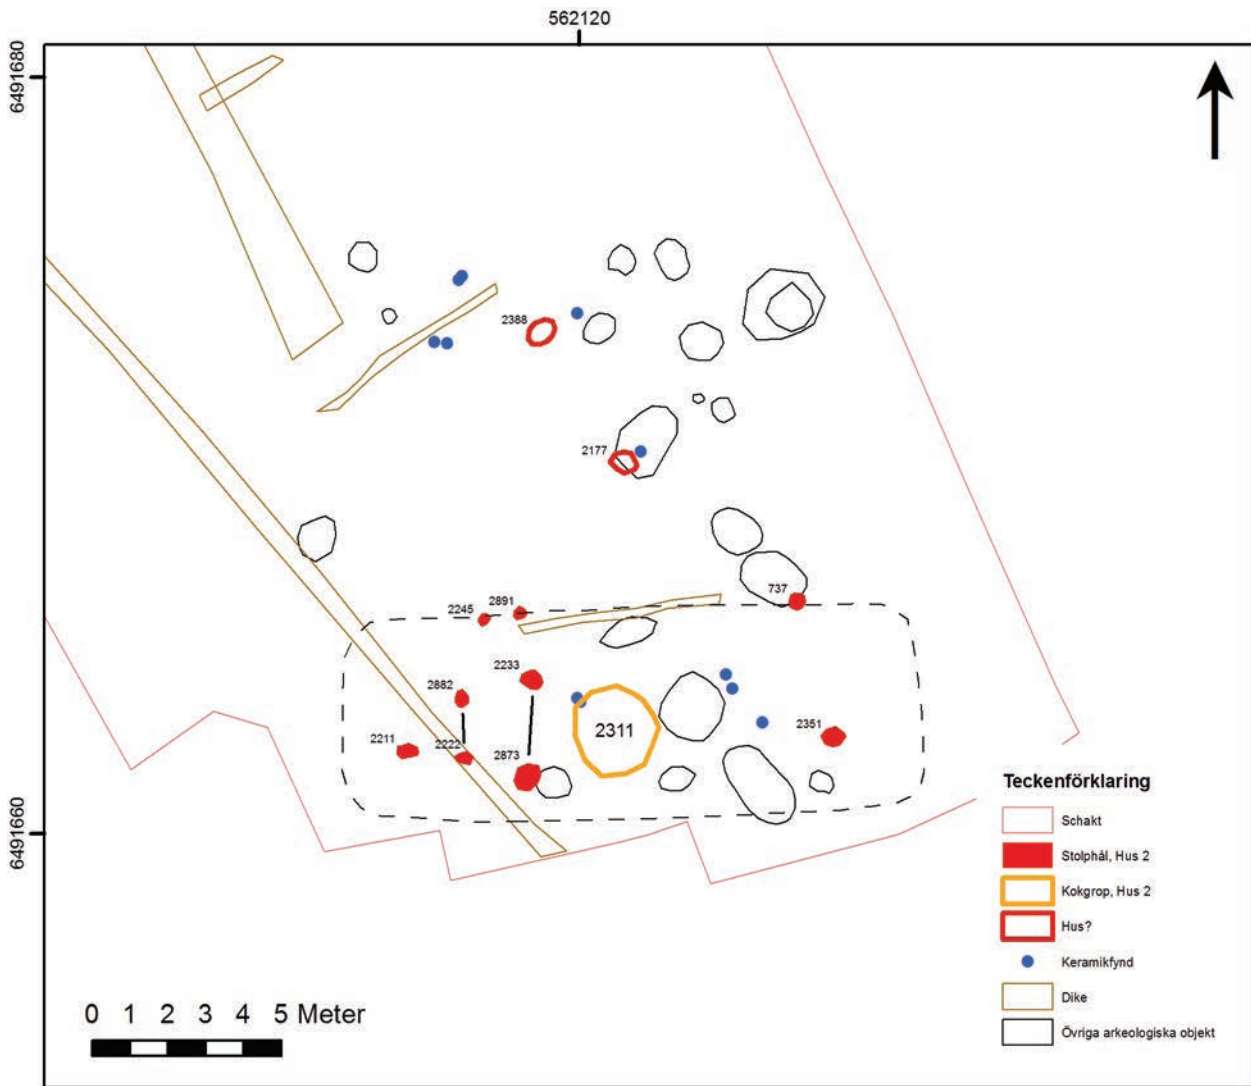 562120
6491680
2388
2177
737
2245
2891
2233
2882
2211
2222
2873
2311
2351
6491660
Teckenförklaring
Schakt
Stolphål, Hus 2
Kokgrop, Hus 2
Hus?
Keramikfynd
Dike
Övriga arkeologiska objekt
0 1 2 3 4 5 Meter